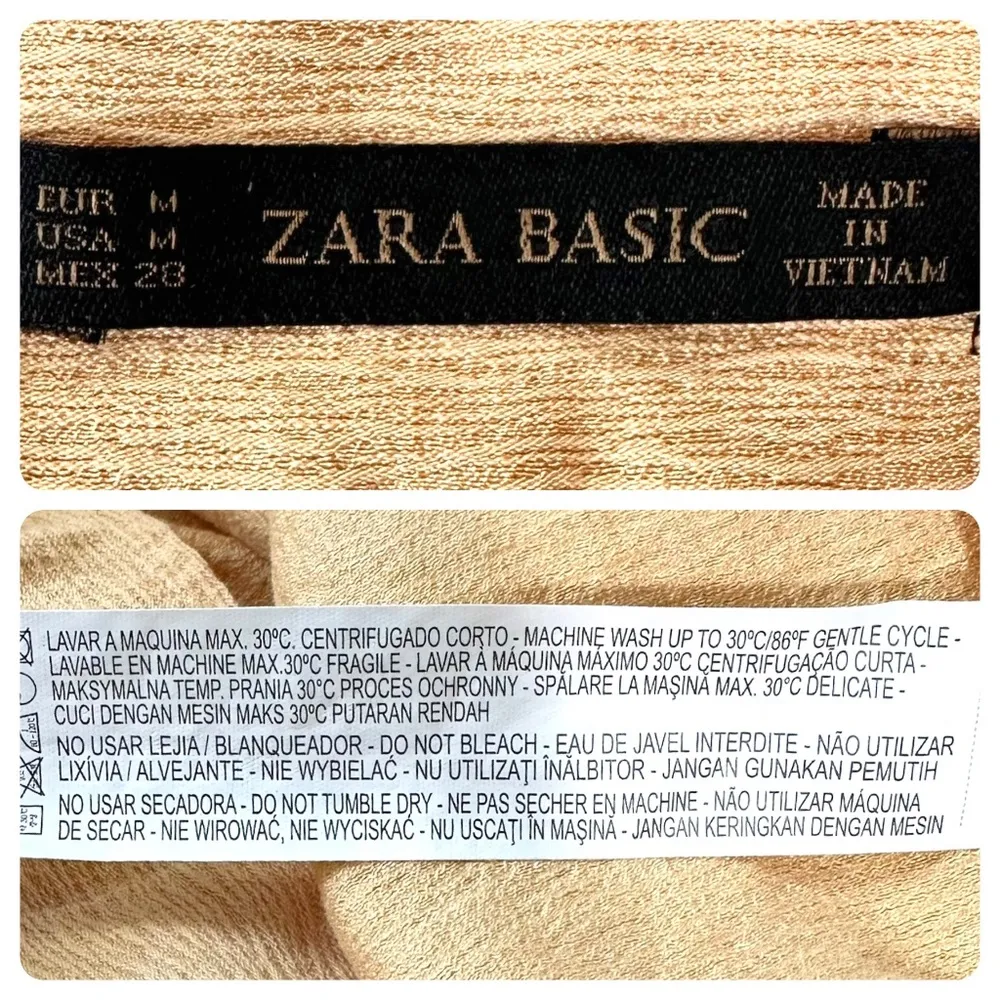 EUR M
USA M
MEX 28
ZARA BASIC
MADE
IN
VIETNAM
LAVAR A MAQUINA MAX. 30ºC. CENTRIFUGADO CORTO - MACHINE WASH UP TO 30ºC/86ºF GENTLE CYCLE -
LAVABLE EN MACHINE MAX.30ºC FRAGILE - LAVAR À MÁQUINA MÁXIMO 30ºC CENTRIFUGAÇÃO CURTA -
MAKSYMALNA TEMP. PRANIA 30°C PROCES OCHRONNY - SPĂLARE LA MAŞINĂ MAX. 30°C DELICATE -
CUCI DENGAN MESIN MAKS 30ºC PUTARAN RENDAH
NO USAR LEJIA / BLANQUEADOR - DO NOT BLEACH - EAU DE JAVEL INTERDITE - NÃO UTILIZAR
LIXÍVIA / ALVEJANTE - NIE WYBIELAĆ - NU UTILIZAŢI ÎNĂLBITOR - JANGAN GUNAKAN PEMUTIH
NO USAR SECADORA - DO NOT TUMBLE DRY - NE PAS SECHER EN MACHINE - NÃO UTILIZAR MÁQUINA
DE SECAR - NIE WIROWAĆ, NIE WYCISKAĆ - NU USCAŢI ÎN MAŞINĂ - JANGAN KERINGKAN DENGAN MESIN